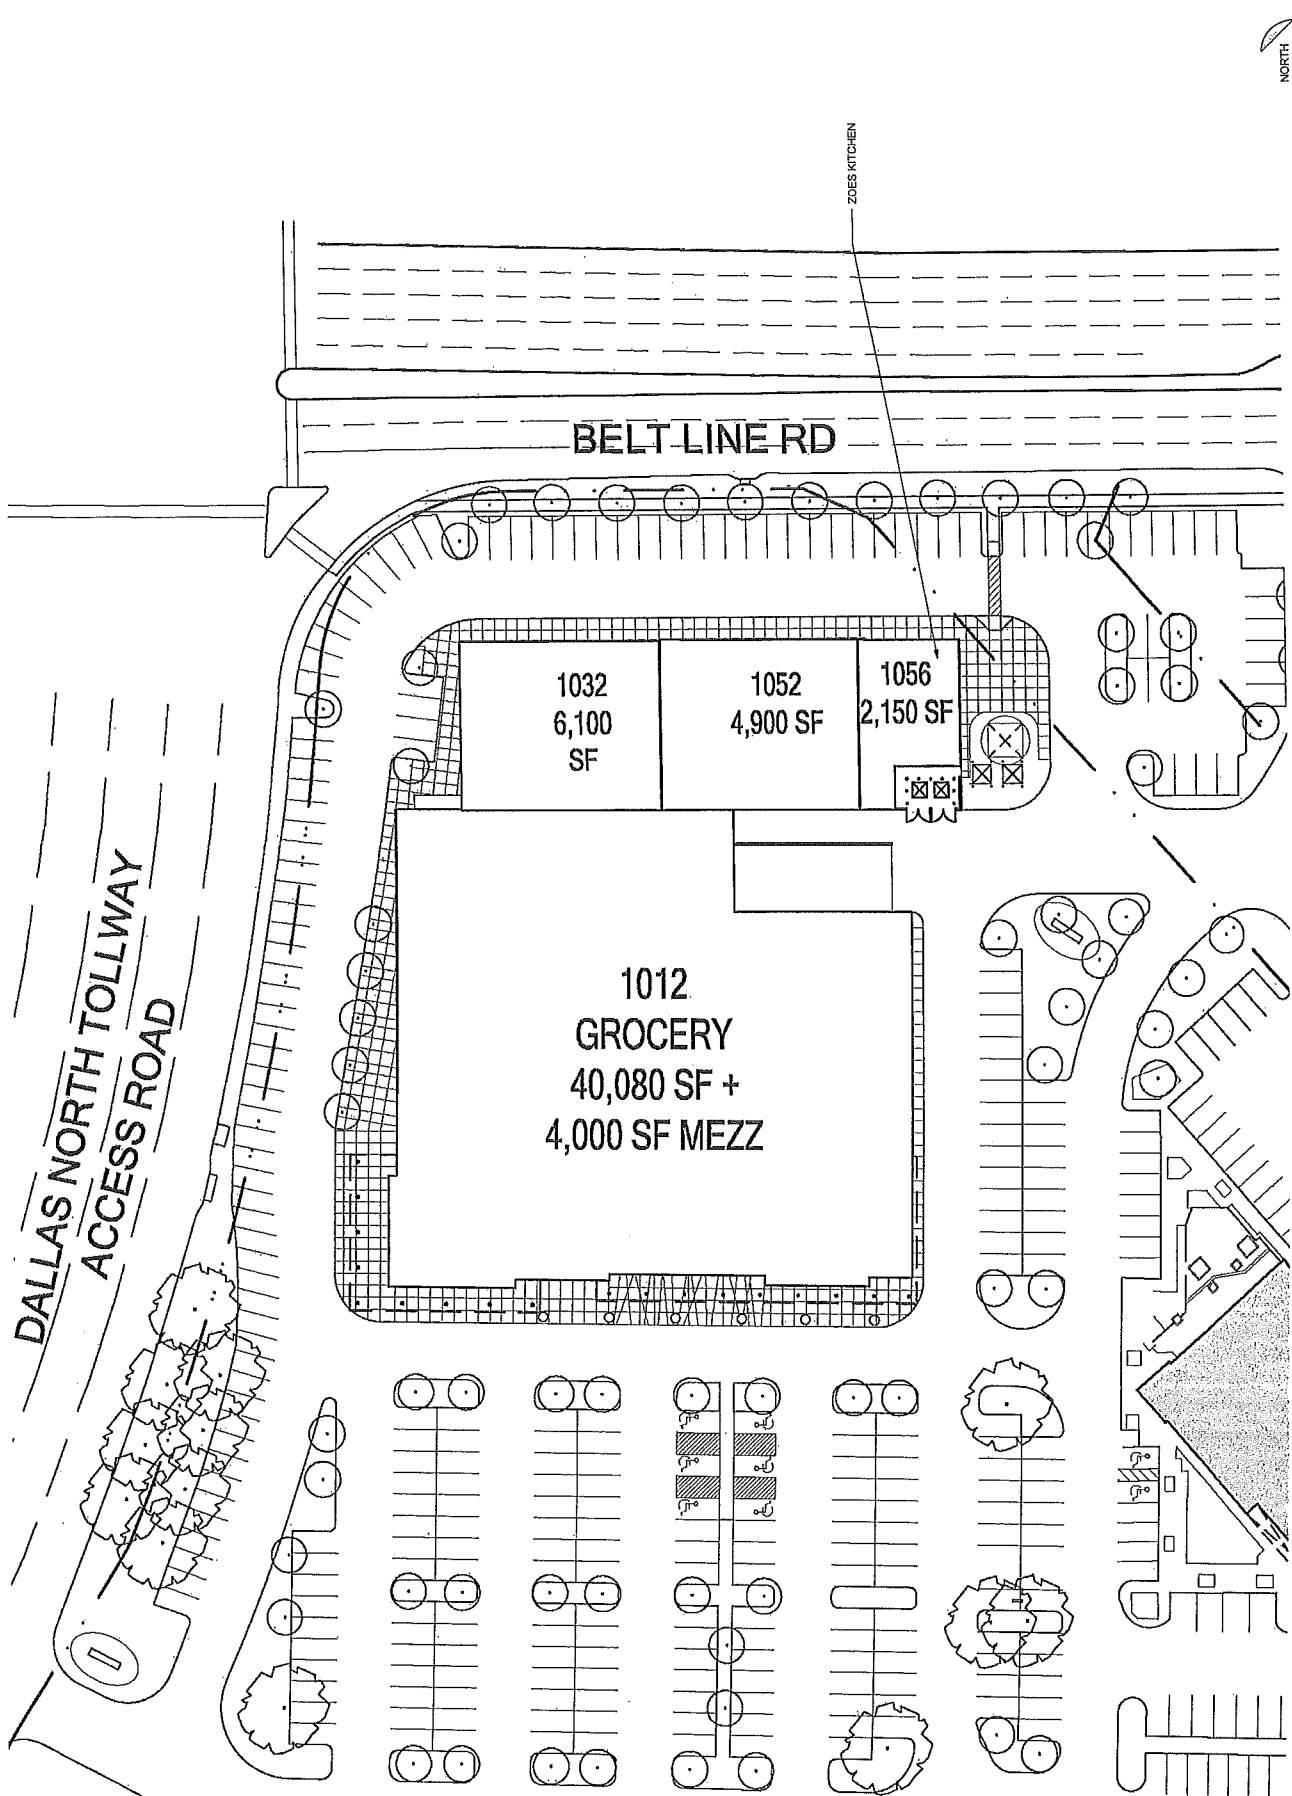 NORTH
ZOES KITCHEN
BELT LINE RD
1032
6,100
SF
1052
4,900 SF
1056
2,150 SF
1012
GROCERY
40,080 SF +
4,000 SF MEZZ
DALLAS NORTH TOLLWAY
ACCESS ROAD